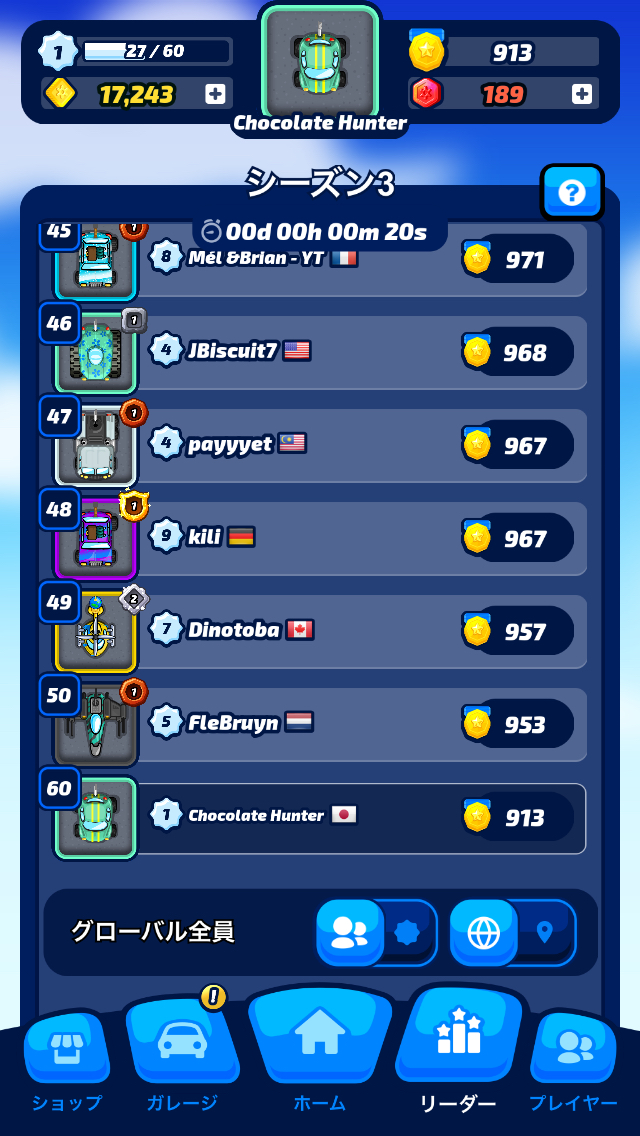 1
27 / 60
913
17,243
189
Chocolate Hunter
シーズン3
?
00d 00h 00m 20s
45 1 8 Mél &Brian - YT 971
46 1 4 JBiscuit7 968
47 1 4 payyyet 967
48 1 9 kili 967
49 2 7 Dinotoba 957
50 1 5 FleBruyn 953
60 1 Chocolate Hunter 913
グローバル全員
!
ショップ ガレージ ホーム リーダー プレイヤー